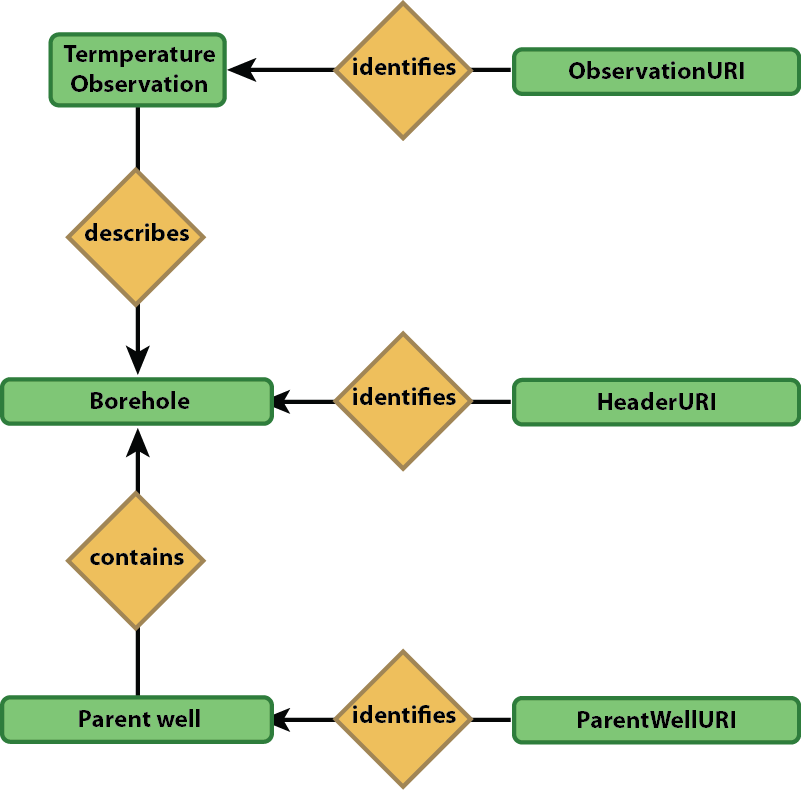 Termperature
Observation
identifies
ObservationURI
describes
Borehole
identifies
HeaderURI
contains
Parent well
identifies
ParentWellURI